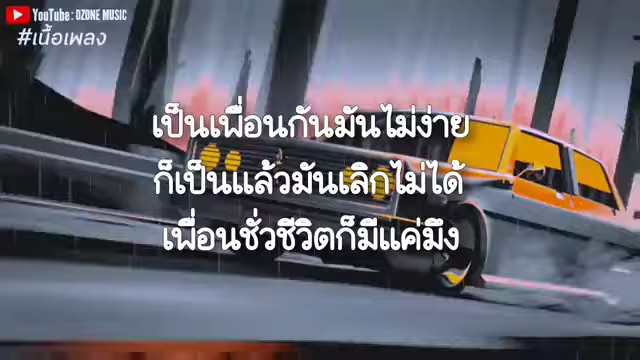 YouTube: OZONE MUSIC
#เนื้อเพลง
เป็นเพื่อนกันมันไม่ง่าย
ก็เป็นแล้วมันเลิกไม่ได้
เพื่อนชั่วชีวิตก็มีแค่มึง